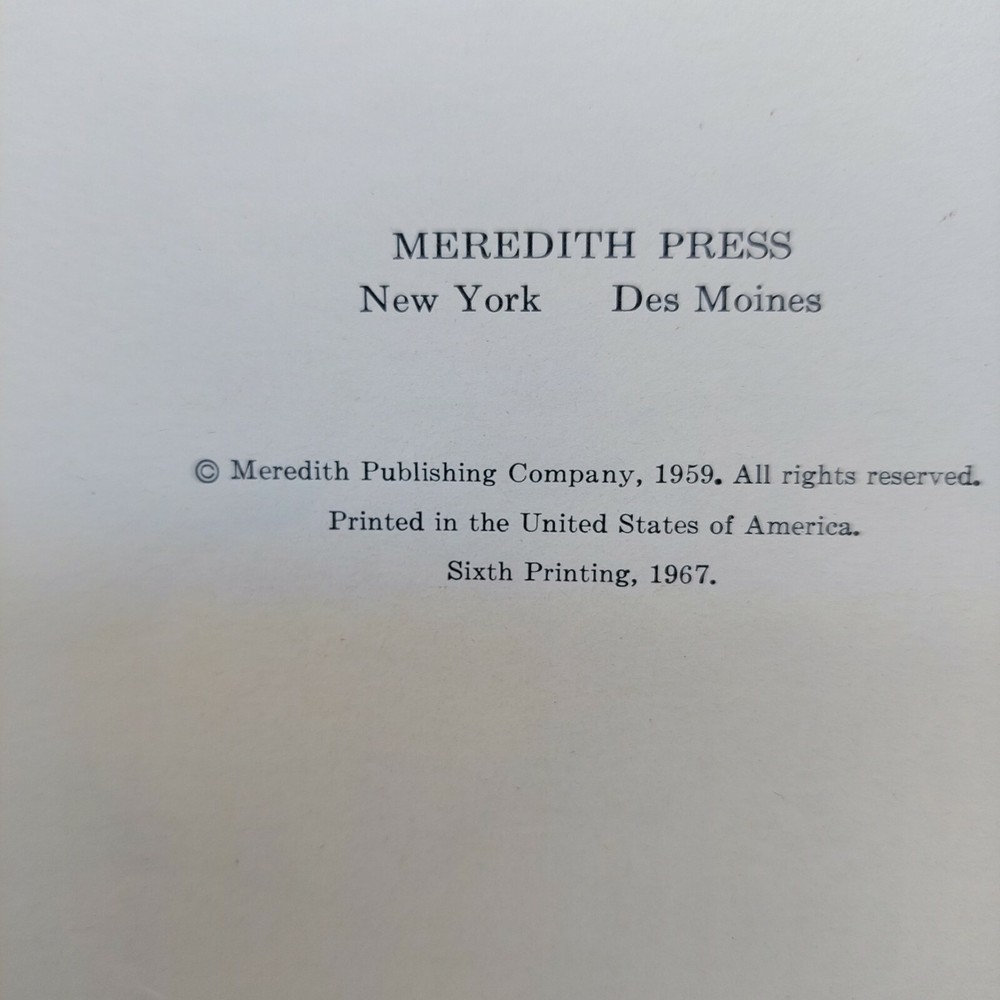 MEREDITH PRESS
New York Des Moines
© Meredith Publishing Company, 1959. All rights reserved.
Printed in the United States of America.
Sixth Printing, 1967.